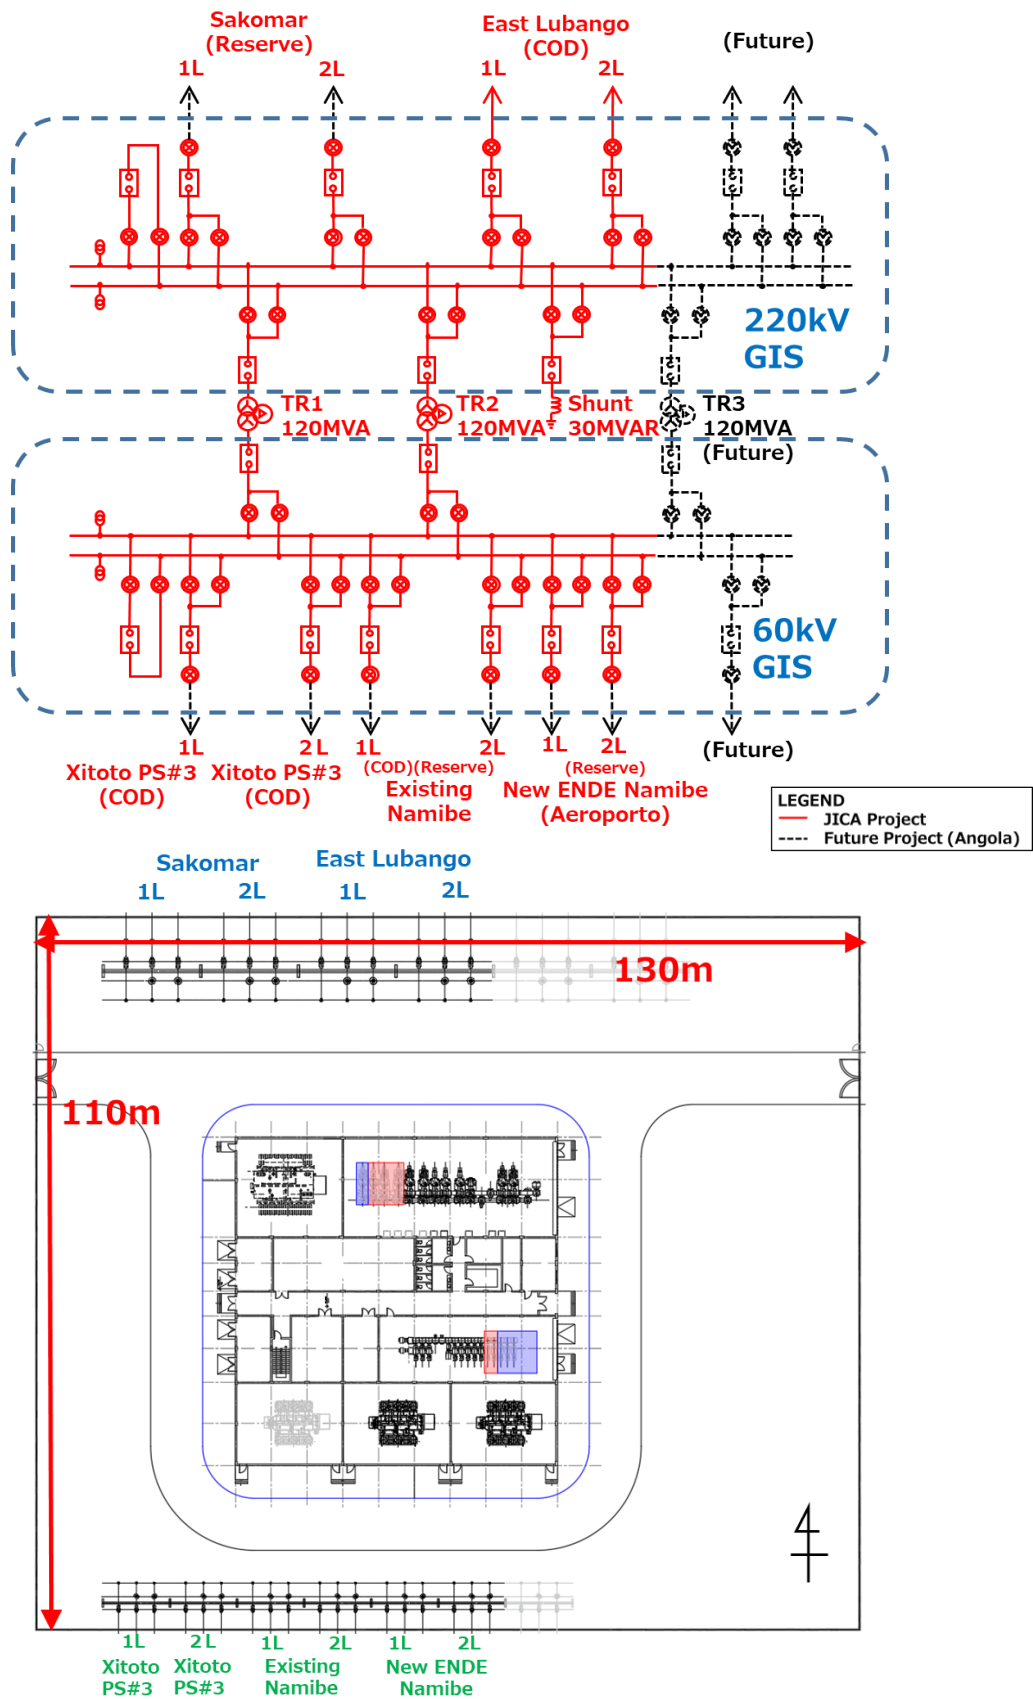 Sakomar
(Reserve)
1L
2L
East Lubango
(COD)
1L
2L
(Future)
220kV
GIS
TR1
120MVA
TR2
120MVA
Shunt
30MVAR
TR3
120MVA
(Future)
60kV
GIS
1L
Xitoto PS#3
(COD)
2L
Xitoto PS#3
(COD)
1L
2L
(COD)(Reserve)
Existing
Namibe
1L
2L
(Reserve)
New ENDE Namibe
(Aeroporto)
(Future)
LEGEND
JICA Project
Future Project (Angola)
Sakomar
1L
2L
East Lubango
1L
2L
130m
110m
1L
Xitoto
PS#3
2L
Xitoto
PS#3
1L
2L
Existing
Namibe
1L
2L
New ENDE
Namibe